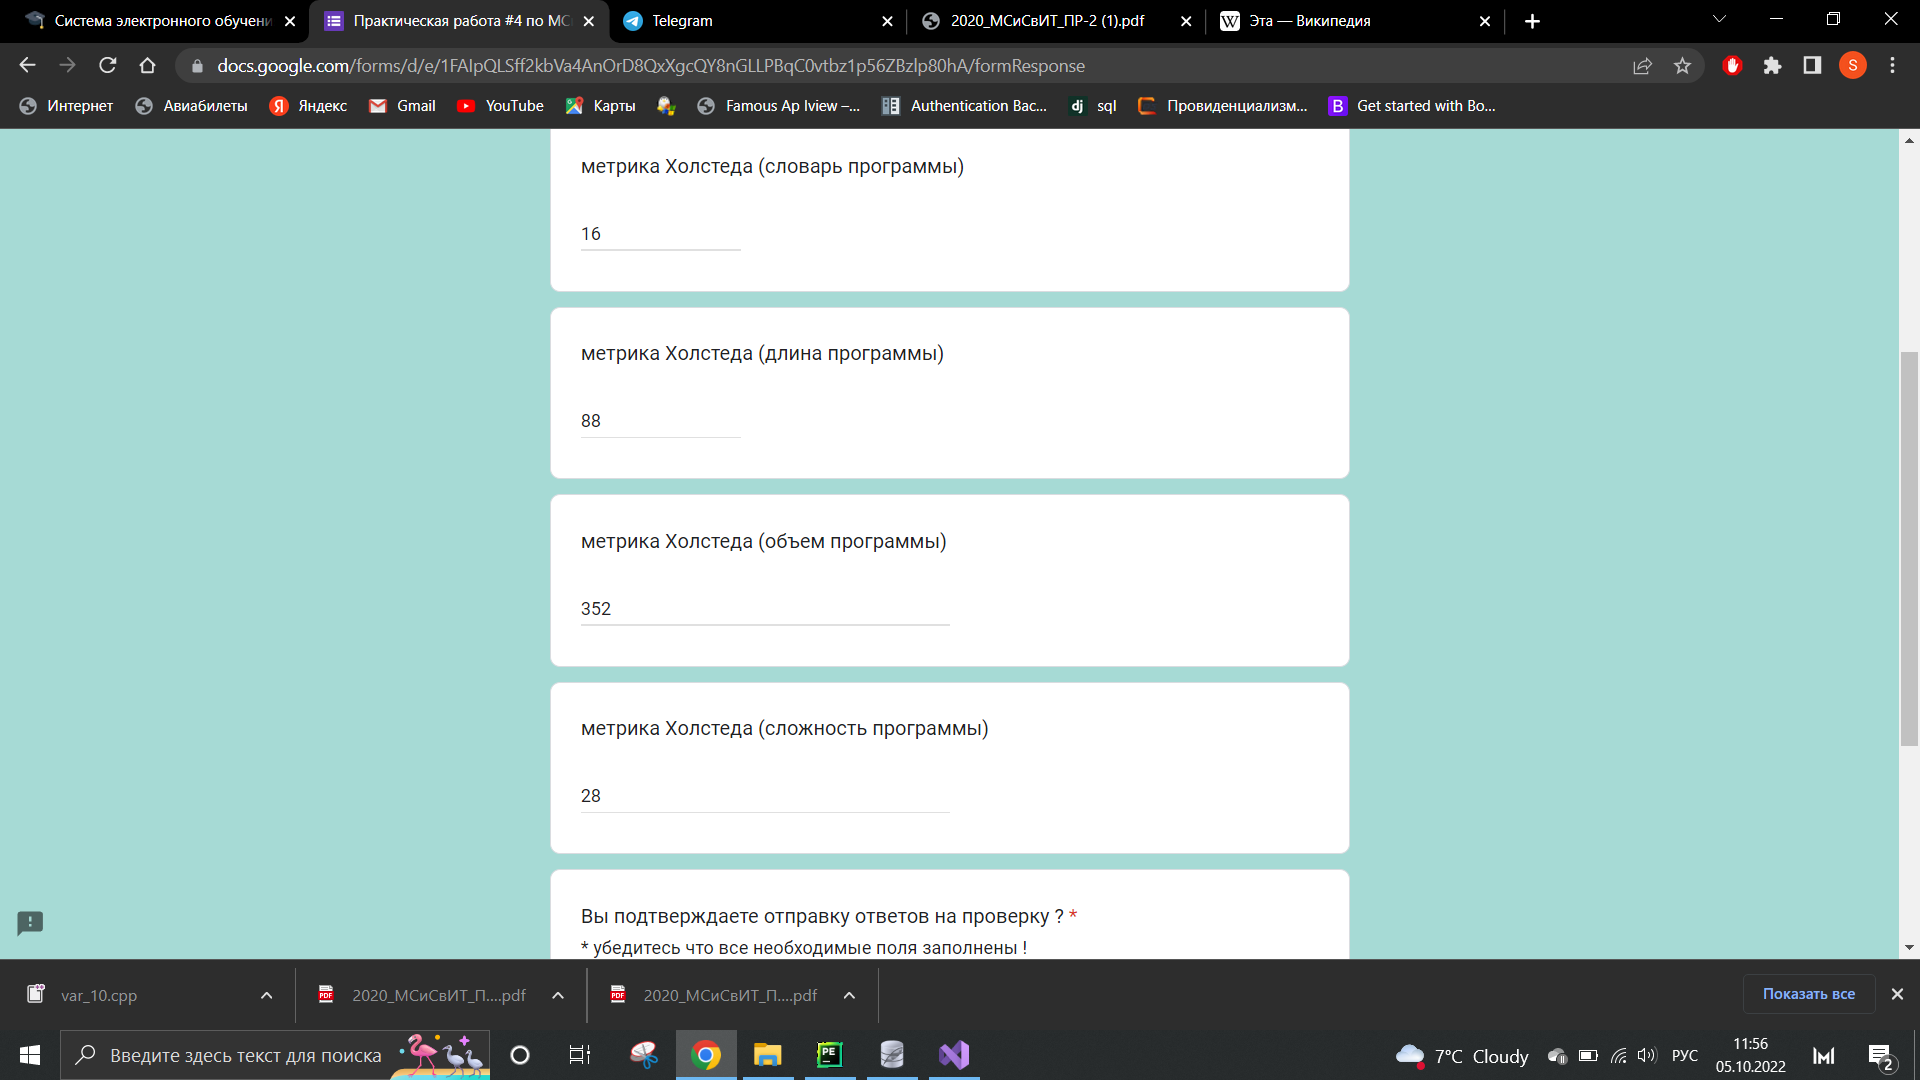 Система электронного обучени
Практическая работа #4 по МС
Telegram
2020_МСиСвИТ_ПР-2 (1).pdf
Эта — Википедия
docs.google.com/forms/d/e/1FAIpQLSff2kbVa4AnOrD8QxXgcQY8nGLLPBqC0vtbz1p56ZBzlp80hA/formResponse
S
Интернет
Авиабилеты
Яндекс
Gmail
YouTube
Карты
Famous Ap Iview –...
Authentication Bac...
dj sql
Провиденциализм...
B Get started with Bo...
метрика Холстеда (словарь программы)
16
метрика Холстеда (длина программы)
88
метрика Холстеда (объем программы)
352
метрика Холстеда (сложность программы)
28
Вы подтверждаете отправку ответов на проверку ? *
* убедитесь что все необходимые поля заполнены !
var_10.cpp
2020_МСиСвИТ_П....pdf
2020_МСиСвИТ_П....pdf
Показать все
Введите здесь текст для поиска
7°C Cloudy
РУС
11:56
05.10.2022
2